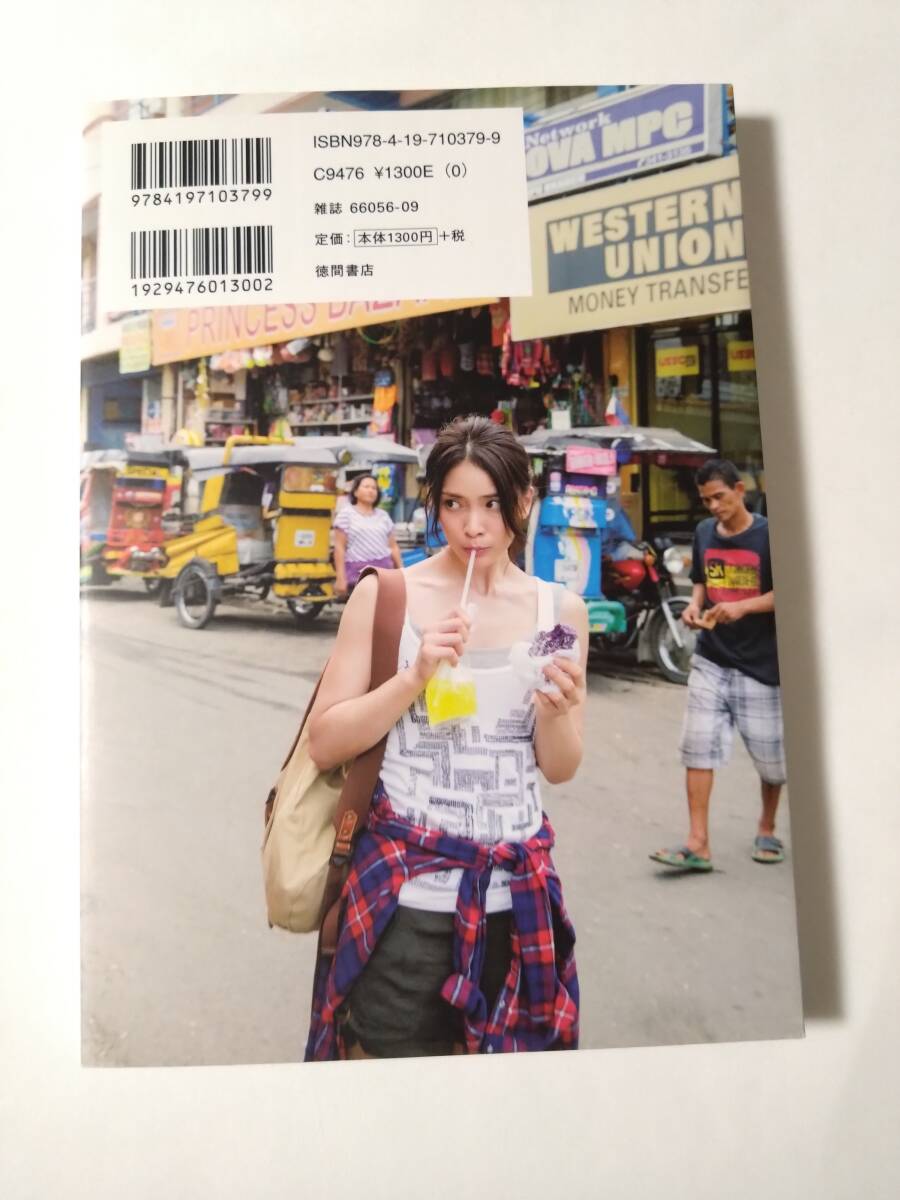 ISBN978-4-19-710379-9
C9476 ¥1300E (0)
雑誌 66056-09
定価:本体1300円+税
徳間書店
9784197103799
1929476013002
Network
OVA MPC
WESTERN
UNION
MONEY TRANSFE
PRINCESS BAZA